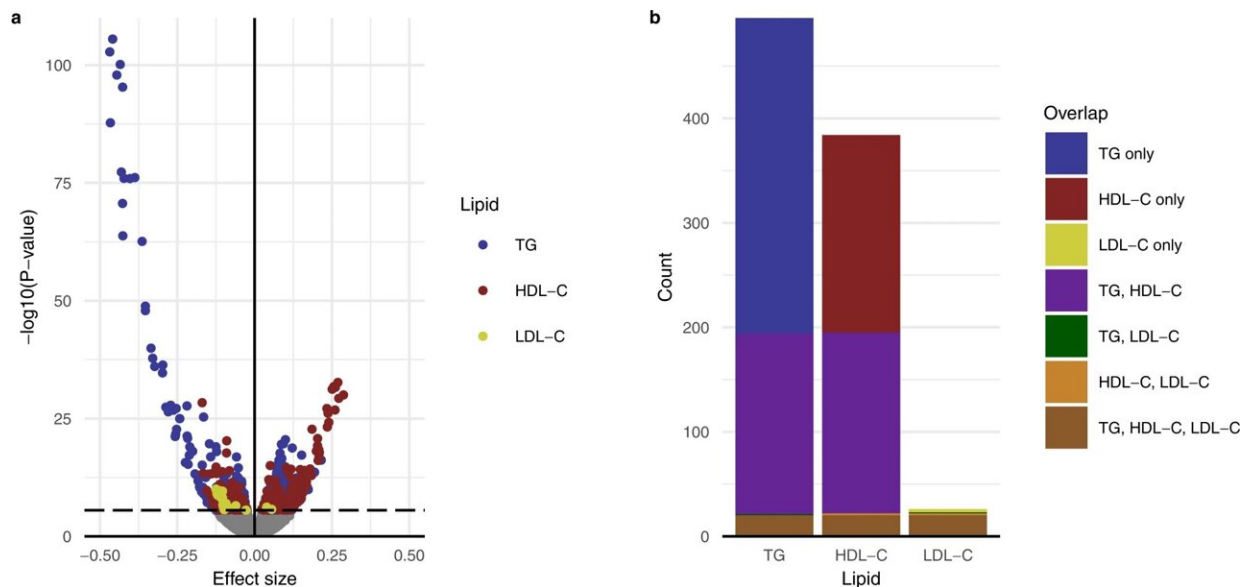 a
100
75
50
25
0
−log10(P−value)
−0.50
−0.25
0.00
0.25
0.50
Effect size
Lipid
TG
HDL−C
LDL−C
b
400
300
200
100
0
Count
TG
HDL−C
LDL−C
Lipid
Overlap
TG only
HDL−C only
LDL−C only
TG, HDL−C
TG, LDL−C
HDL−C, LDL−C
TG, HDL−C, LDL−C